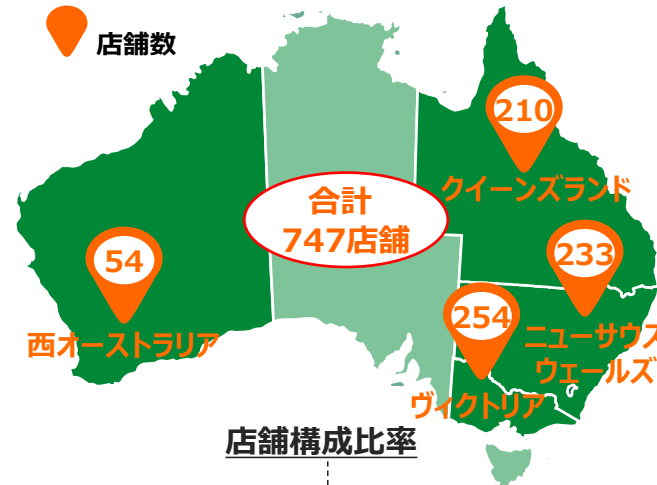 店舗数
210
クイーンズランド
合計
747店舗
233
54
254
ニューサウス
ウェールズ
西オーストラリア
ヴィクトリア
店舗構成比率